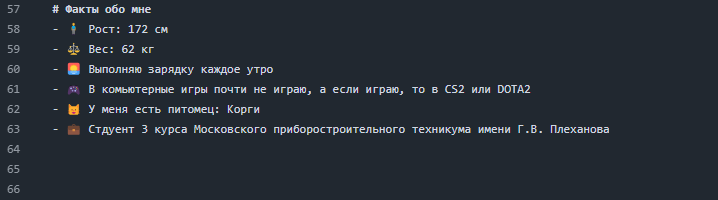 57 # Факты обо мне
58 - 🧍 Рост: 172 см
59 - ⚖️ Вес: 62 кг
60 - 🌅 Выполняю зарядку каждое утро
61 - 🎮 В комьютерные игры почти не играю, а если играю, то в CS2 или DOTA2
62 - 🐱 У меня есть питомец: Корги
63 - 💼 Стдуент 3 курса Московского приборостроительного техникума имени Г.В. Плеханова
64
65
66